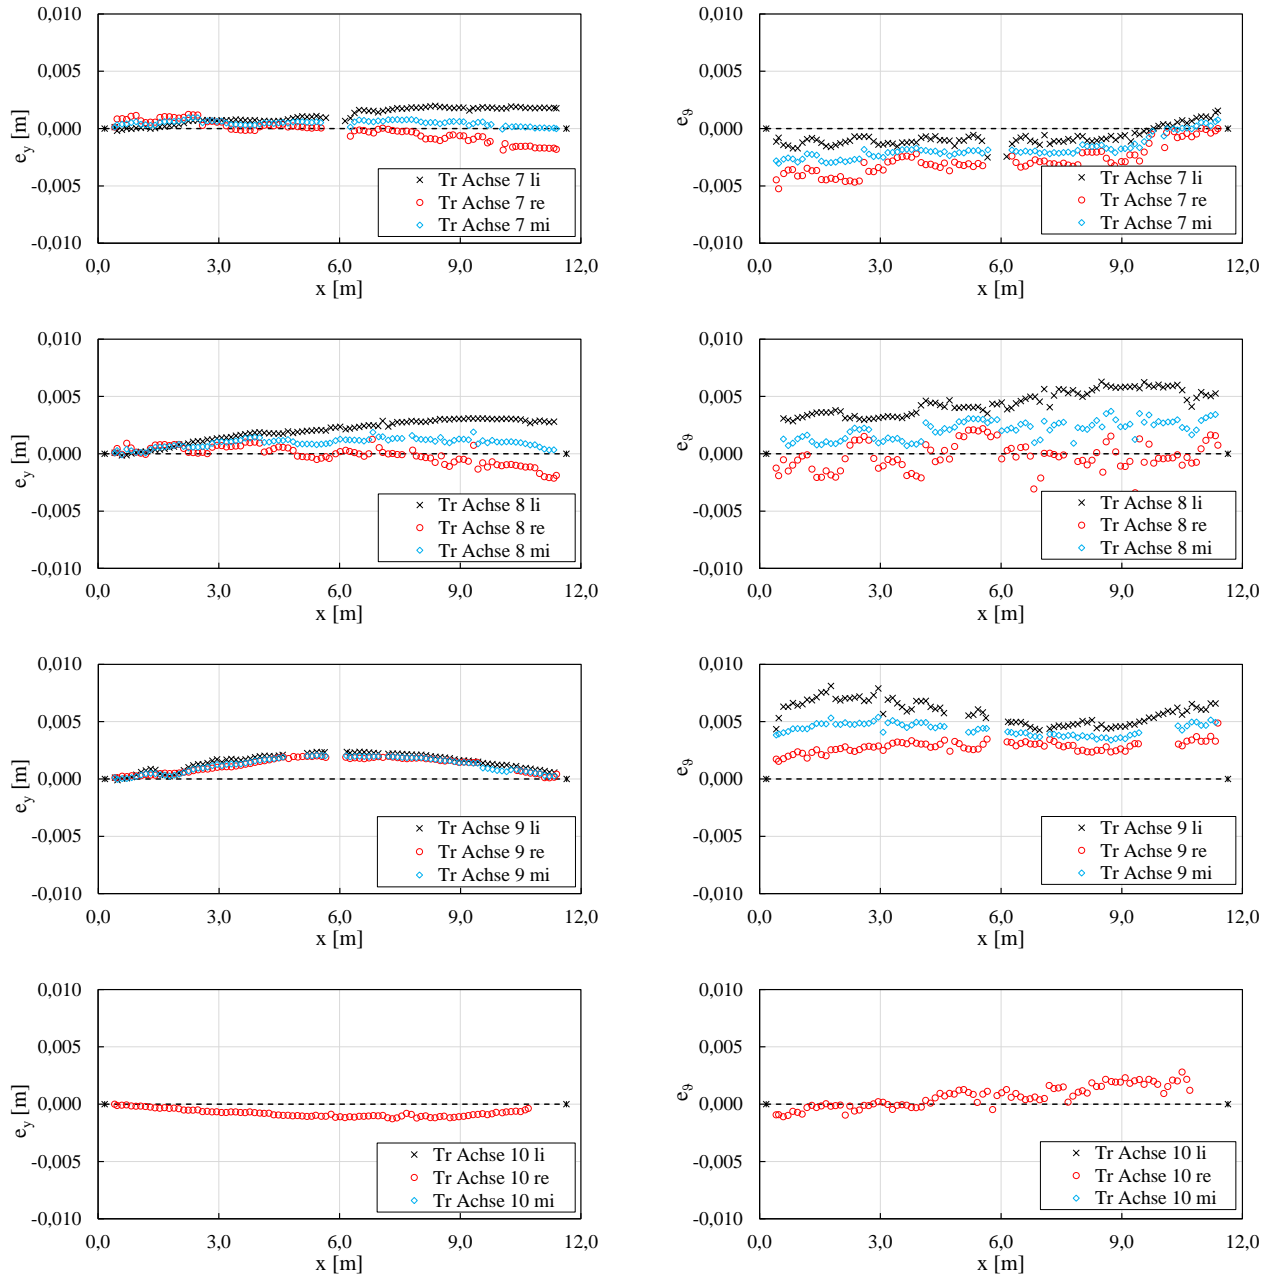 0,010
0,005
0,000
-0,005
-0,010
e_y [m]
0,0 3,0 6,0 9,0 12,0
x [m]
Tr Achse 7 li
Tr Achse 7 re
Tr Achse 7 mi
0,010
0,005
0,000
-0,005
-0,010
e_ϑ
0,0 3,0 6,0 9,0 12,0
x [m]
Tr Achse 7 li
Tr Achse 7 re
Tr Achse 7 mi
0,010
0,005
0,000
-0,005
-0,010
e_y [m]
0,0 3,0 6,0 9,0 12,0
x [m]
Tr Achse 8 li
Tr Achse 8 re
Tr Achse 8 mi
0,010
0,005
0,000
-0,005
-0,010
e_ϑ
0,0 3,0 6,0 9,0 12,0
x [m]
Tr Achse 8 li
Tr Achse 8 re
Tr Achse 8 mi
0,010
0,005
0,000
-0,005
-0,010
e_y [m]
0,0 3,0 6,0 9,0 12,0
x [m]
Tr Achse 9 li
Tr Achse 9 re
Tr Achse 9 mi
0,010
0,005
0,000
-0,005
-0,010
e_ϑ
0,0 3,0 6,0 9,0 12,0
x [m]
Tr Achse 9 li
Tr Achse 9 re
Tr Achse 9 mi
0,010
0,005
0,000
-0,005
-0,010
e_y [m]
0,0 3,0 6,0 9,0 12,0
x [m]
Tr Achse 10 li
Tr Achse 10 re
Tr Achse 10 mi
0,010
0,005
0,000
-0,005
-0,010
e_ϑ
0,0 3,0 6,0 9,0 12,0
x [m]
Tr Achse 10 li
Tr Achse 10 re
Tr Achse 10 mi